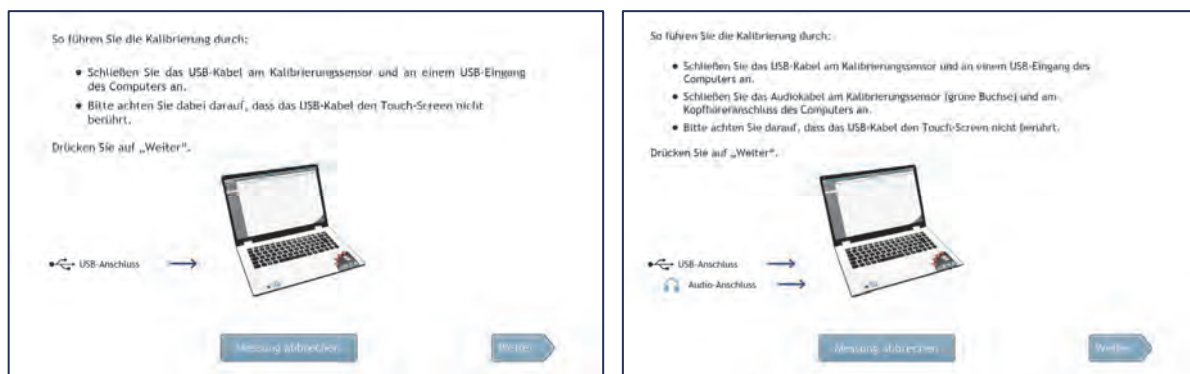 So führen Sie die Kalibrierung durch:
• Schließen Sie das USB-Kabel am Kalibrierungssensor und an einem USB-Eingang
des Computers an.
• Bitte achten Sie dabei darauf, dass das USB-Kabel den Touch-Screen nicht
berührt.
Drücken Sie auf „Weiter“.
USB-Anschluss
Messung abbrechen
Weiter
So führen Sie die Kalibrierung durch:
• Schließen Sie das USB-Kabel am Kalibrierungssensor und an einem USB-Eingang des
Computers an.
• Schließen Sie das Audiokabel am Kalibrierungssensor (grüne Buchse) und am
Kopfhöreranschluss des Computers an.
• Bitte achten Sie darauf, dass das USB-Kabel den Touch-Screen nicht berührt.
Drücken Sie auf „Weiter“.
USB-Anschluss
Audio-Anschluss
Messung abbrechen
Weiter